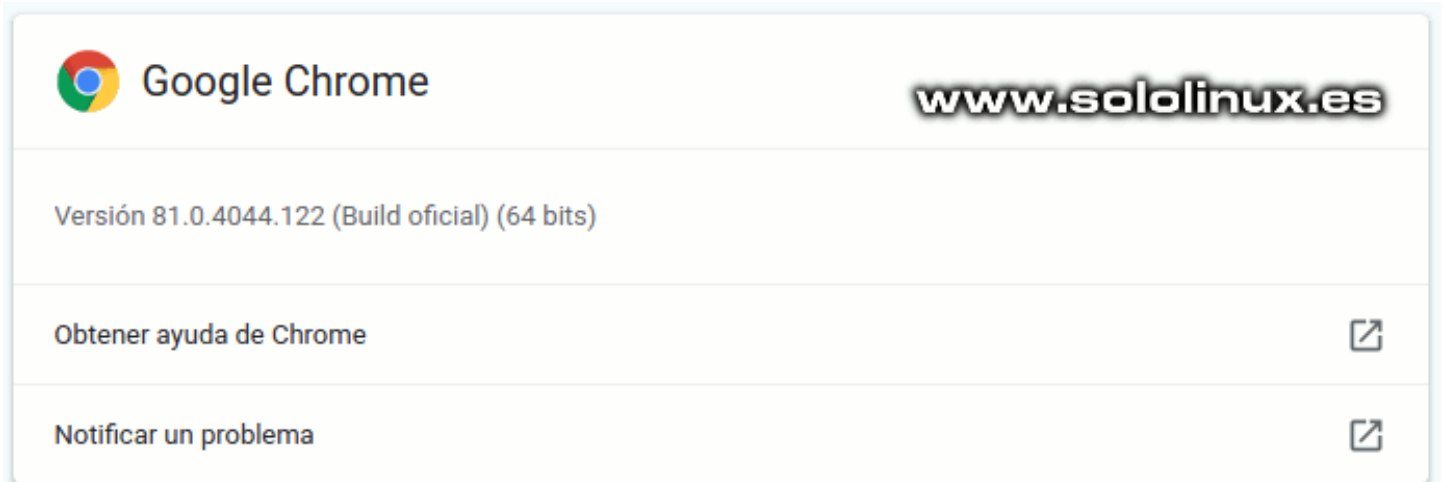 Google Chrome
www.sololinux.es
Versión 81.0.4044.122 (Build oficial) (64 bits)
Obtener ayuda de Chrome
Notificar un problema